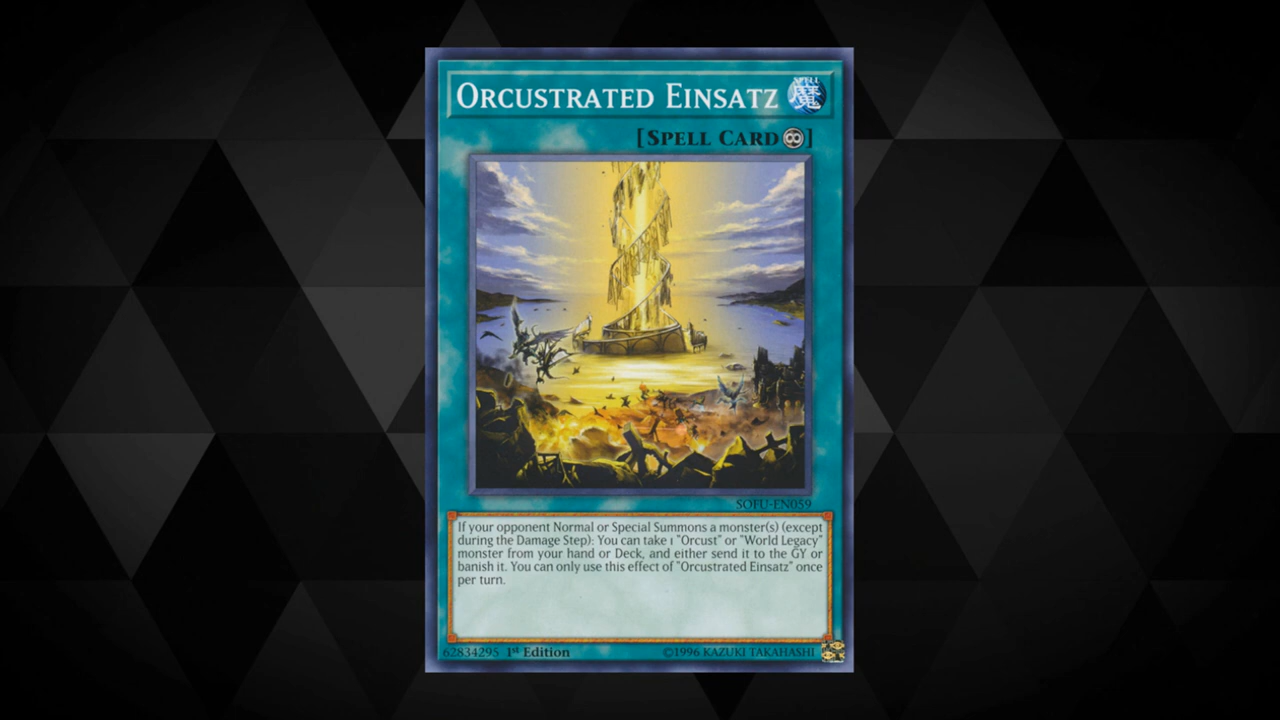 ORCUSTRATED EINSATZ
SPELL
魔
[SPELL CARD ]
SOFU-EN059
If your opponent Normal or Special Summons a monster(s) (except
during the Damage Step): You can take 1 "Orcust" or "World Legacy"
monster from your hand or Deck, and either send it to the GY or
banish it. You can only use this effect of "Orcustrated Einsatz" once
per turn.
62834295 1st Edition ©1996 KAZUKI TAKAHASHI